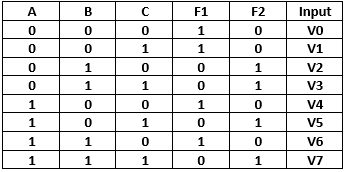 A B C F1 F2 Input
0 0 0 1 0 V0
0 0 1 1 0 V1
0 1 0 0 1 V2
0 1 1 0 1 V3
1 0 0 1 0 V4
1 0 1 0 1 V5
1 1 0 1 0 V6
1 1 1 0 1 V7